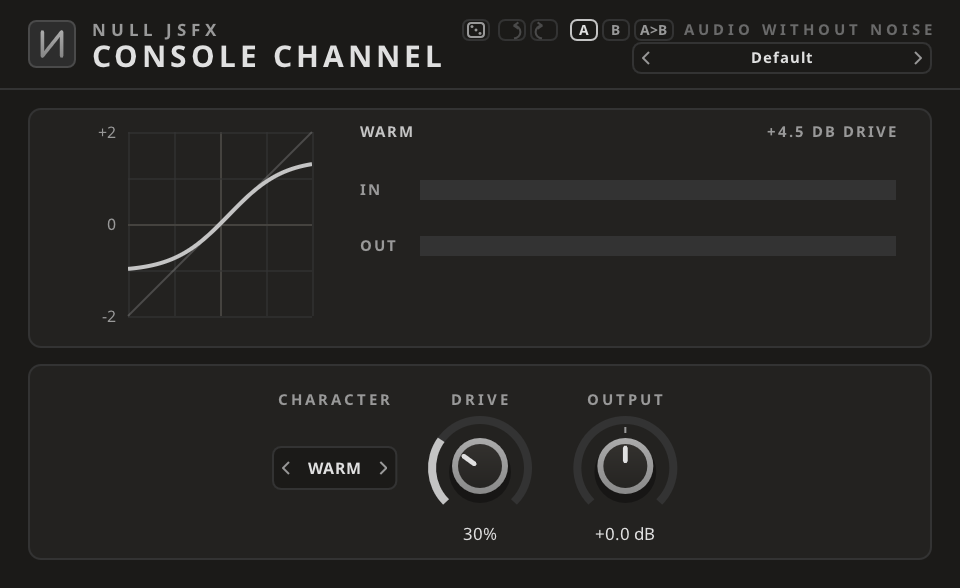 NULL JSFX
CONSOLE CHANNEL
A B A>B AUDIO WITHOUT NOISE
Default
+2
0
-2
WARM +4.5 DB DRIVE
IN
OUT
CHARACTER DRIVE OUTPUT
WARM
30% +0.0 dB